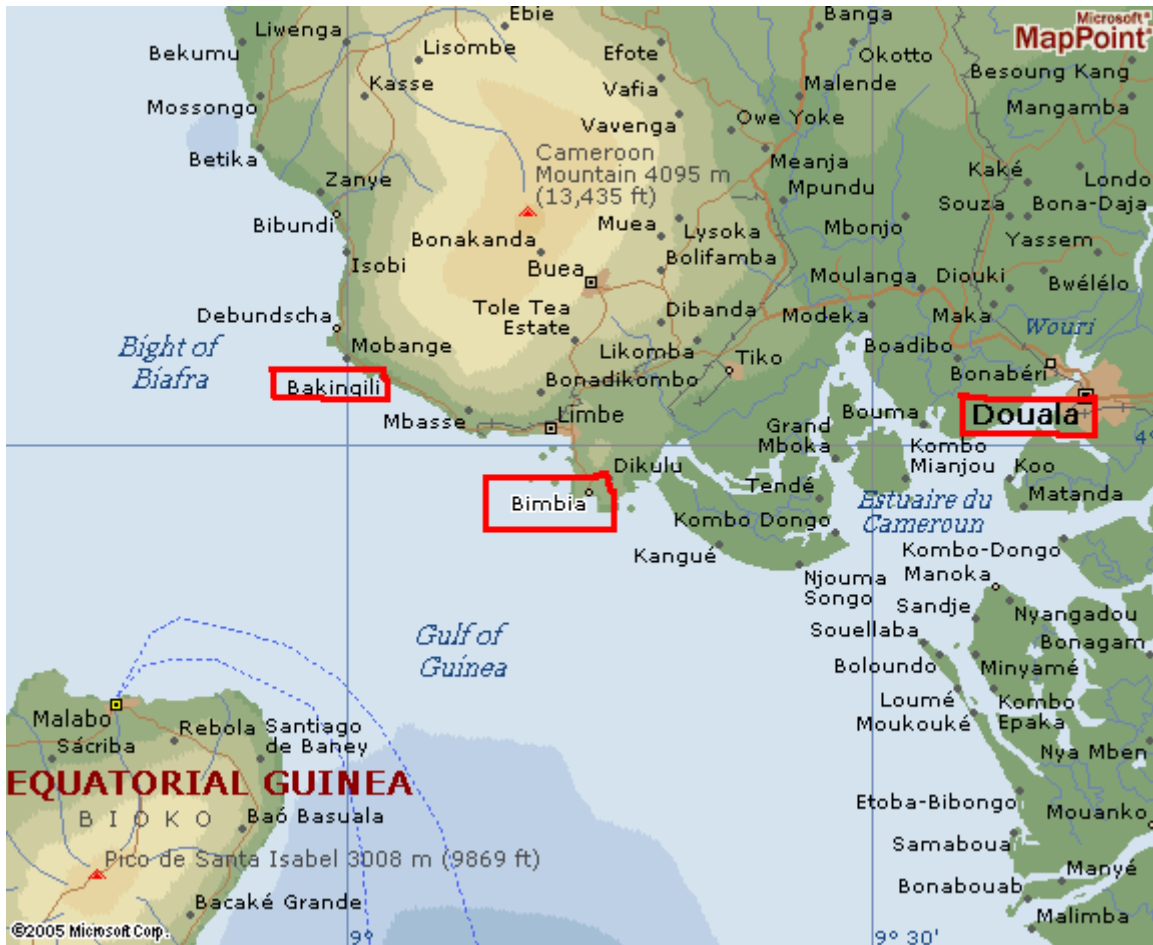 Ebie
Banga
Microsoft®
MapPoint®
Liwenga
Lisombe
Efote
Okotto
Bekumu
Besoung Kang
Kasse
Vafia
Malende
Mossongo
Mangamba
Vavenga
Owe Yoke
Betika
Cameroon
Mountain 4095 m
(13,435 ft)
Meanja
Kaké
Londo
Zanye
Mpundu
Souza
Bona-Daja
Bibundi
Muea
Lysoka
Mbonjo
Bonakanda
Yassem
Isobi
Buea
Bolifamba
Moulanga
Diouki
Bwélélo
Debundscha
Tole Tea
Estate
Dibanda
Modeka
Maka
Wouri
Bight of
Biafra
Mobange
Likomba
Tiko
Boadibo
Bonabéri
Bakingili
Bonadikombo
Mbasse
Limbe
Bouma
Douala
Grand
Mboka
4°
Dikulu
Kombo
Mianjou
Koo
Bimbia
Tendé
Matanda
Estuaire du
Cameroun
Kombo Dongo
Kangué
Kombo-Dongo
Njouma
Songo
Manoka
Sandje
Nyangadou
Gulf of
Guinea
Souellaba
Bonagam
Boloundo
Minyamé
Malabo
Rebola
Santiago
de Baney
Loumé
Moukouké
Kombo
Epaka
Sácriba
Nya Mben
EQUATORIAL GUINEA
BIOKO
Baó Basuala
Etoba-Bibongo
Mouanko
Pico de Santa Isabel 3008 m (9869 ft)
Samaboua
Manyé
Bacaké Grande
Bonabouab
Malimba
©2005 Microsoft Corp.
9°
9° 30'